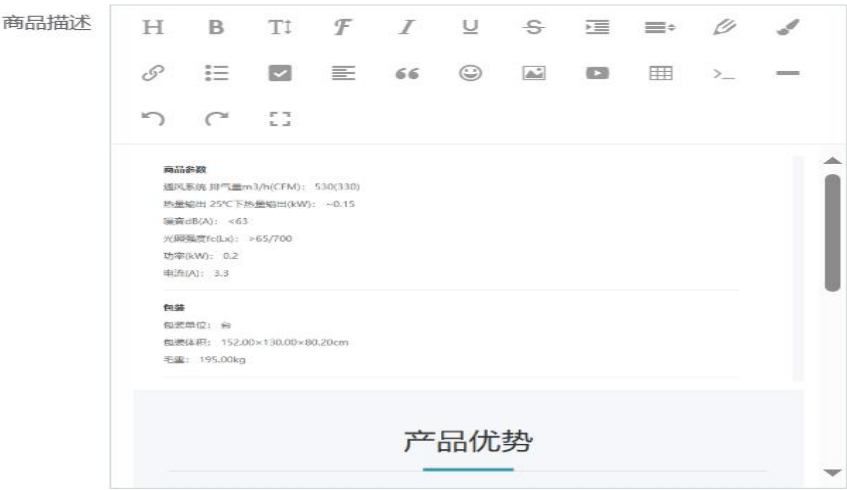 商品描述
商品参数
通风系统 排气量m3/h(CFM)： 530(330)
热量输出 25℃下热量输出(kW)： ~0.15
噪音dB(A)： <63
光照强度fc(Lx)： >65/700
功率(kW)： 0.2
电流(A)： 3.3
包装
包装单位： 台
包装体积： 152.00×130.00×80.20cm
毛重： 195.00kg
产品优势